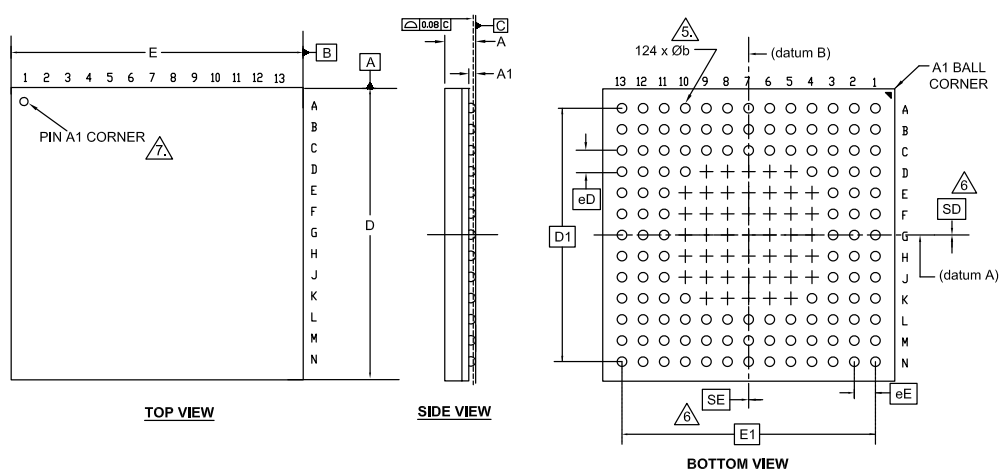 E
B
1 2 3 4 5 6 7 8 9 10 11 12 13
A
PIN A1 CORNER
7.
A
B
C
D
E
F
G
H
J
K
L
M
N
D
TOP VIEW
0.08 C
C
A
A1
SIDE VIEW
5.
124 x Øb
(datum B)
A1 BALL
CORNER
13 12 11 10 9 8 7 6 5 4 3 2 1
A
B
C
D
E
F
G
H
J
K
L
M
N
eD
D1
6
SD
(datum A)
SE
eE
6
E1
BOTTOM VIEW